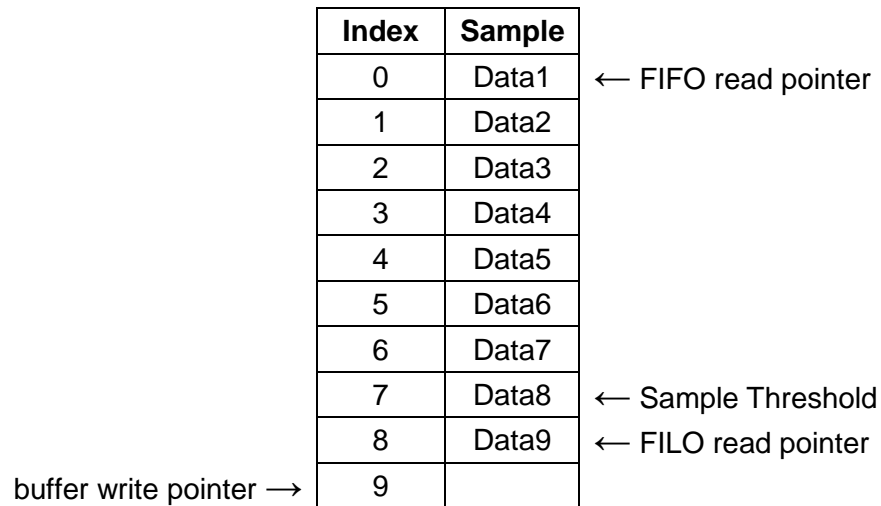 Index Sample
0 Data1 ← FIFO read pointer
1 Data2
2 Data3
3 Data4
4 Data5
5 Data6
6 Data7
7 Data8 ← Sample Threshold
8 Data9 ← FILO read pointer
buffer write pointer → 9